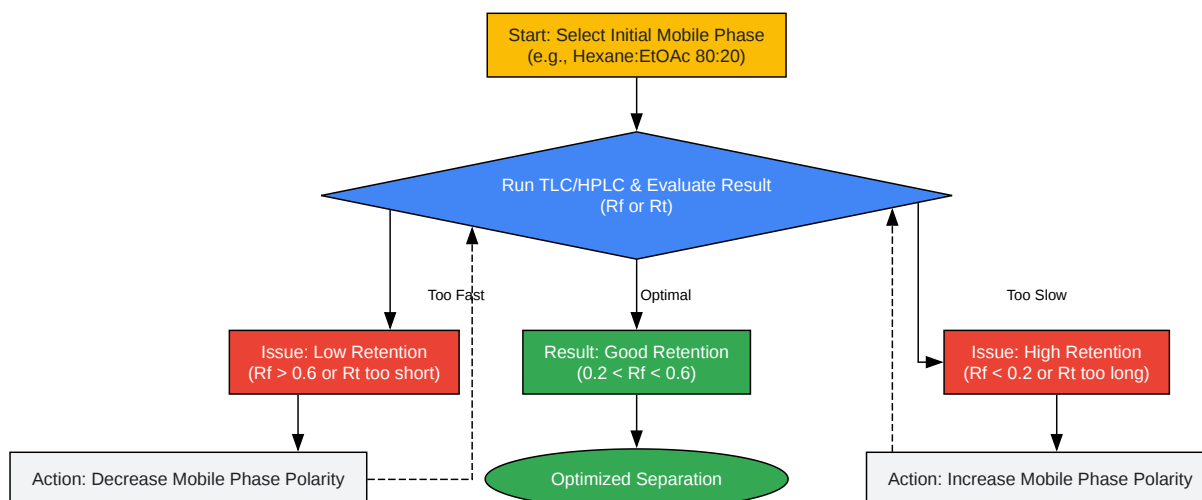 Start: Select Initial Mobile Phase
(e.g., Hexane:EtOAc 80:20)
Run TLC/HPLC & Evaluate Result
(Rf or Rt)
Too Fast
Optimal
Too Slow
Issue: Low Retention
(Rf > 0.6 or Rt too short)
Result: Good Retention
(0.2 < Rf < 0.6)
Issue: High Retention
(Rf < 0.2 or Rt too long)
Action: Decrease Mobile Phase Polarity
Optimized Separation
Action: Increase Mobile Phase Polarity